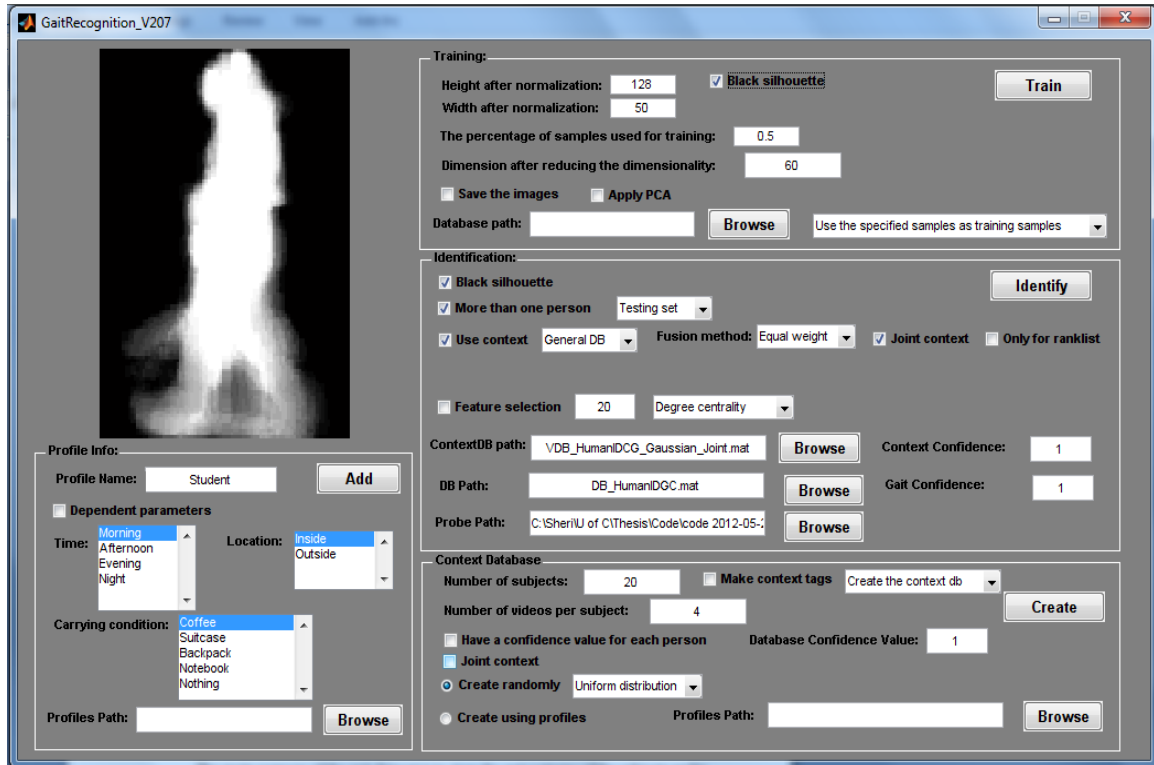 GaitRecognition_V207
Training:
Height after normalization: 128 Black silhouette Train
Width after normalization: 50
The percentage of samples used for training: 0.5
Dimension after reducing the dimensionality: 60
Save the images Apply PCA
Database path: Browse Use the specified samples as training samples
Identification:
Black silhouette Identify
More than one person Testing set
Use context General DB Fusion method: Equal weight Joint context Only for ranklist
Feature selection 20 Degree centrality
ContextDB path: VDB_HumanIDCG_Gaussian_Joint.mat Browse Context Confidence: 1
DB Path: DB_HumanIDGC.mat Browse Gait Confidence: 1
Probe Path: C:\Sheri\U of C\Thesis\Code\code 2012-05-2 Browse
Profile Info:
Profile Name: Student Add
Dependent parameters
Time: Morning
Afternoon
Evening
Night
Location: Inside
Outside
Carrying condition: Coffee
Suitcase
Backpack
Notebook
Nothing
Profiles Path: Browse
Context Database
Number of subjects: 20 Make context tags Create the context db
Number of videos per subject: 4 Create
Have a confidence value for each person Database Confidence Value: 1
Joint context
Create randomly Uniform distribution
Create using profiles Profiles Path: Browse